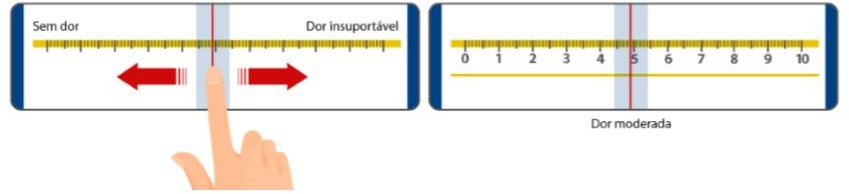 Sem dor Dor insuportável
0 1 2 3 4 5 6 7 8 9 10
Dor moderada